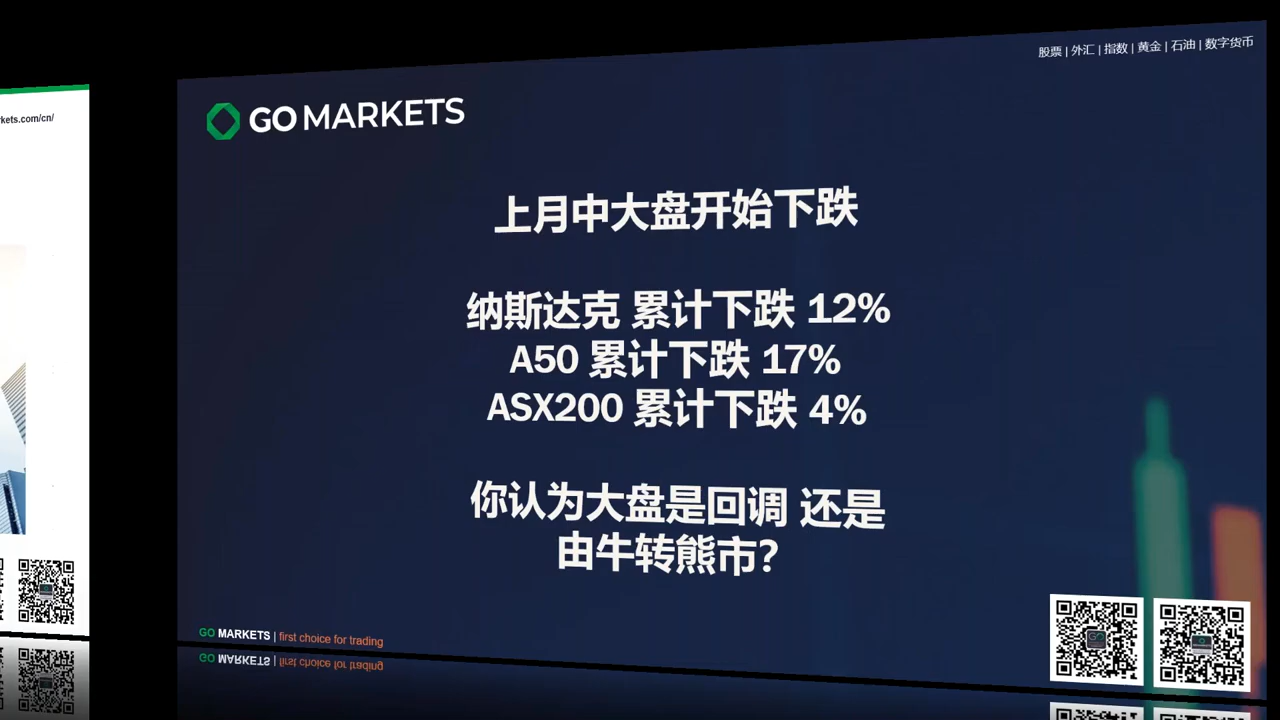 kets.com/cn/
股票 | 外汇 | 指数 | 黄金 | 石油 | 数字货币
GO MARKETS
上月中大盘开始下跌
纳斯达克 累计下跌 12%
A50 累计下跌 17%
ASX200 累计下跌 4%
你认为大盘是回调 还是
由牛转熊市?
GO MARKETS | first choice for trading